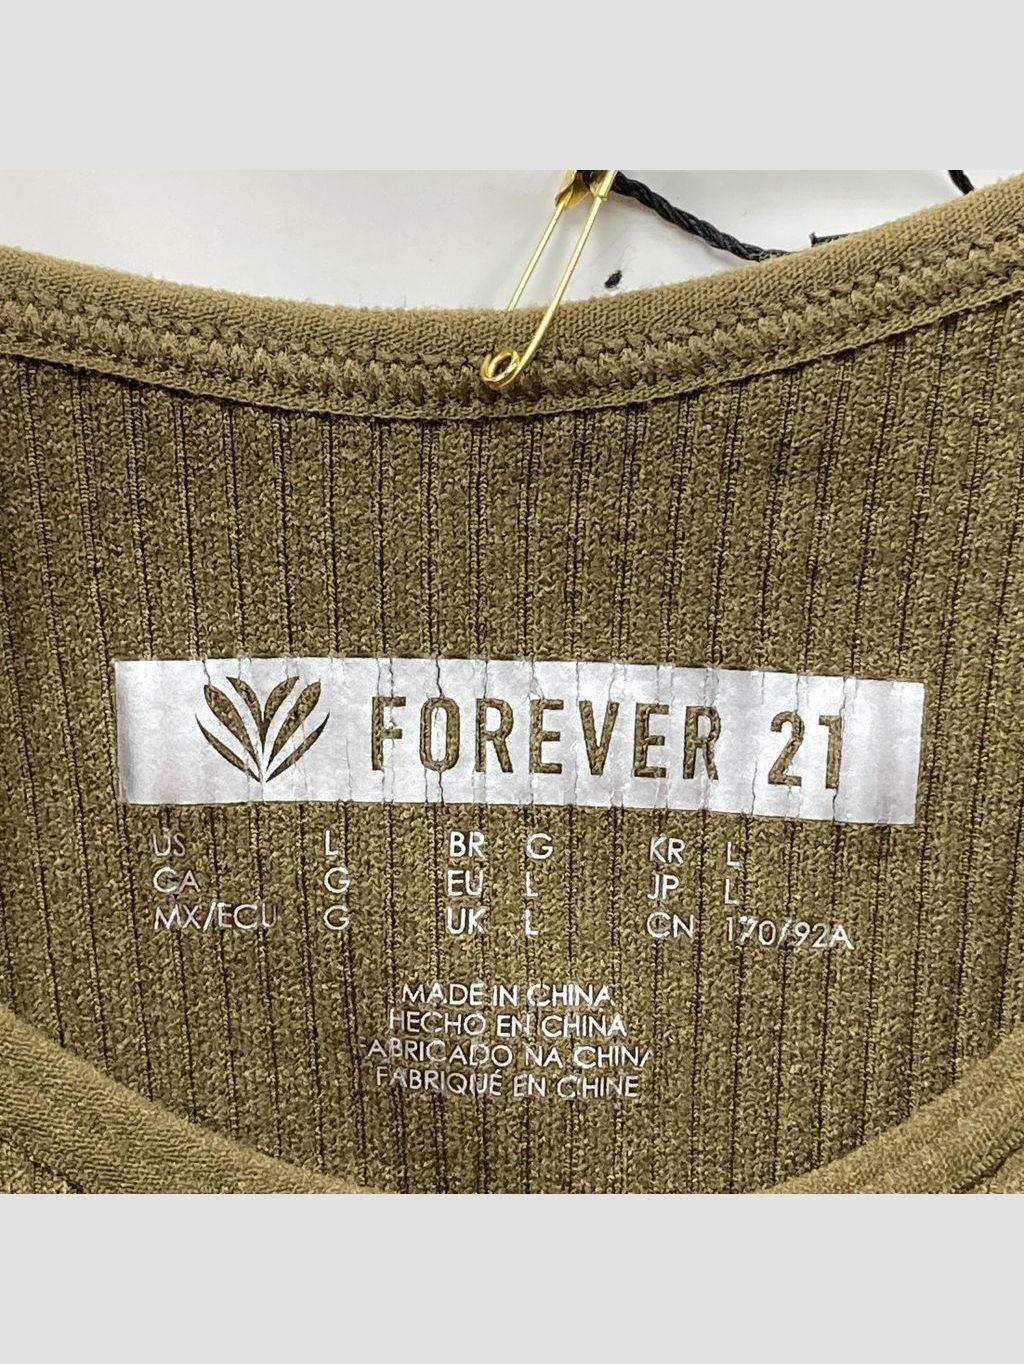 FOREVER 21
US L BR G KR L
CA G EU L JP L
MX/ECU G UK L CN 170/92A
MADE IN CHINA
HECHO EN CHINA
FABRICADO NA CHINA
FABRIQUÉ EN CHINE